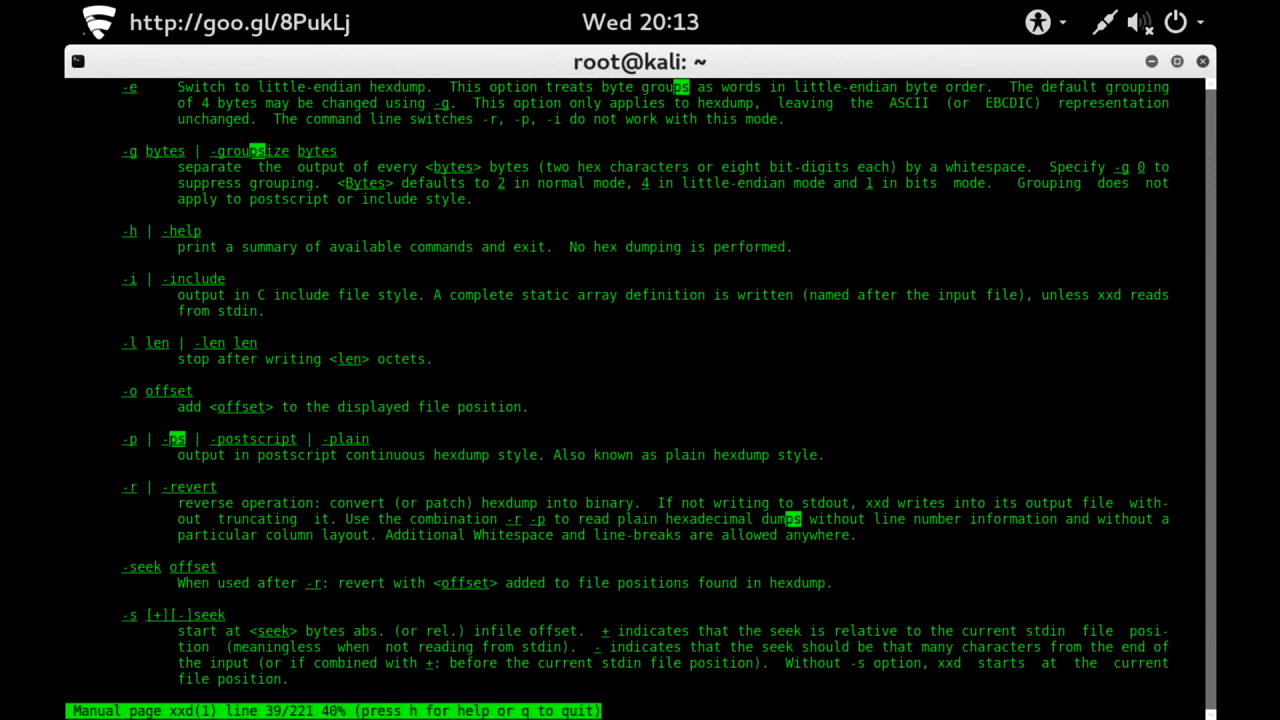 http://goo.gl/8PukLj
Wed 20:13
root@kali: ~
-e Switch to little-endian hexdump. This option treats byte groups as words in little-endian byte order. The default grouping
of 4 bytes may be changed using -g. This option only applies to hexdump, leaving the ASCII (or EBCDIC) representation
unchanged. The command line switches -r, -p, -i do not work with this mode.
-g bytes | -groupsize bytes
separate the output of every <bytes> bytes (two hex characters or eight bit-digits each) by a whitespace. Specify -g 0 to
suppress grouping. <Bytes> defaults to 2 in normal mode, 4 in little-endian mode and 1 in bits mode. Grouping does not
apply to postscript or include style.
-h | -help
print a summary of available commands and exit. No hex dumping is performed.
-i | -include
output in C include file style. A complete static array definition is written (named after the input file), unless xxd reads
from stdin.
-l len | -len len
stop after writing <len> octets.
-o offset
add <offset> to the displayed file position.
-p | -ps | -postscript | -plain
output in postscript continuous hexdump style. Also known as plain hexdump style.
-r | -revert
reverse operation: convert (or patch) hexdump into binary. If not writing to stdout, xxd writes into its output file with-
out truncating it. Use the combination -r -p to read plain hexadecimal dumps without line number information and without a
particular column layout. Additional Whitespace and line-breaks are allowed anywhere.
-seek offset
When used after -r: revert with <offset> added to file positions found in hexdump.
-s [+][-]seek
start at <seek> bytes abs. (or rel.) infile offset. + indicates that the seek is relative to the current stdin file posi-
tion (meaningless when not reading from stdin). - indicates that the seek should be that many characters from the end of
the input (or if combined with +: before the current stdin file position). Without -s option, xxd starts at the current
file position.
Manual page xxd(1) line 39/221 40% (press h for help or q to quit)